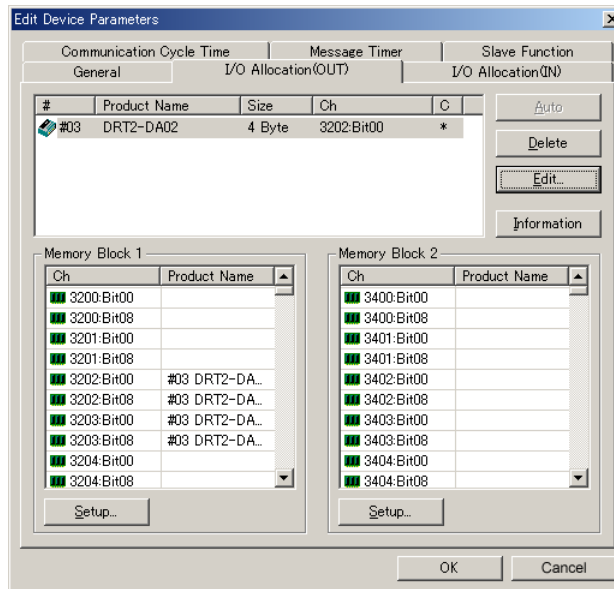 Edit Device Parameters
Communication Cycle Time Message Timer Slave Function
General I/O Allocation(OUT) I/O Allocation(IN)
# Product Name Size Ch C
#03 DRT2-DA02 4 Byte 3202:Bit00 *
Auto
Delete
Edit...
Information
Memory Block 1
Ch Product Name
3200:Bit00
3200:Bit08
3201:Bit00
3201:Bit08
3202:Bit00 #03 DRT2-DA...
3202:Bit08 #03 DRT2-DA...
3203:Bit00 #03 DRT2-DA...
3203:Bit08 #03 DRT2-DA...
3204:Bit00
3204:Bit08
Setup...
Memory Block 2
Ch Product Name
3400:Bit00
3400:Bit08
3401:Bit00
3401:Bit08
3402:Bit00
3402:Bit08
3403:Bit00
3403:Bit08
3404:Bit00
3404:Bit08
Setup...
OK Cancel